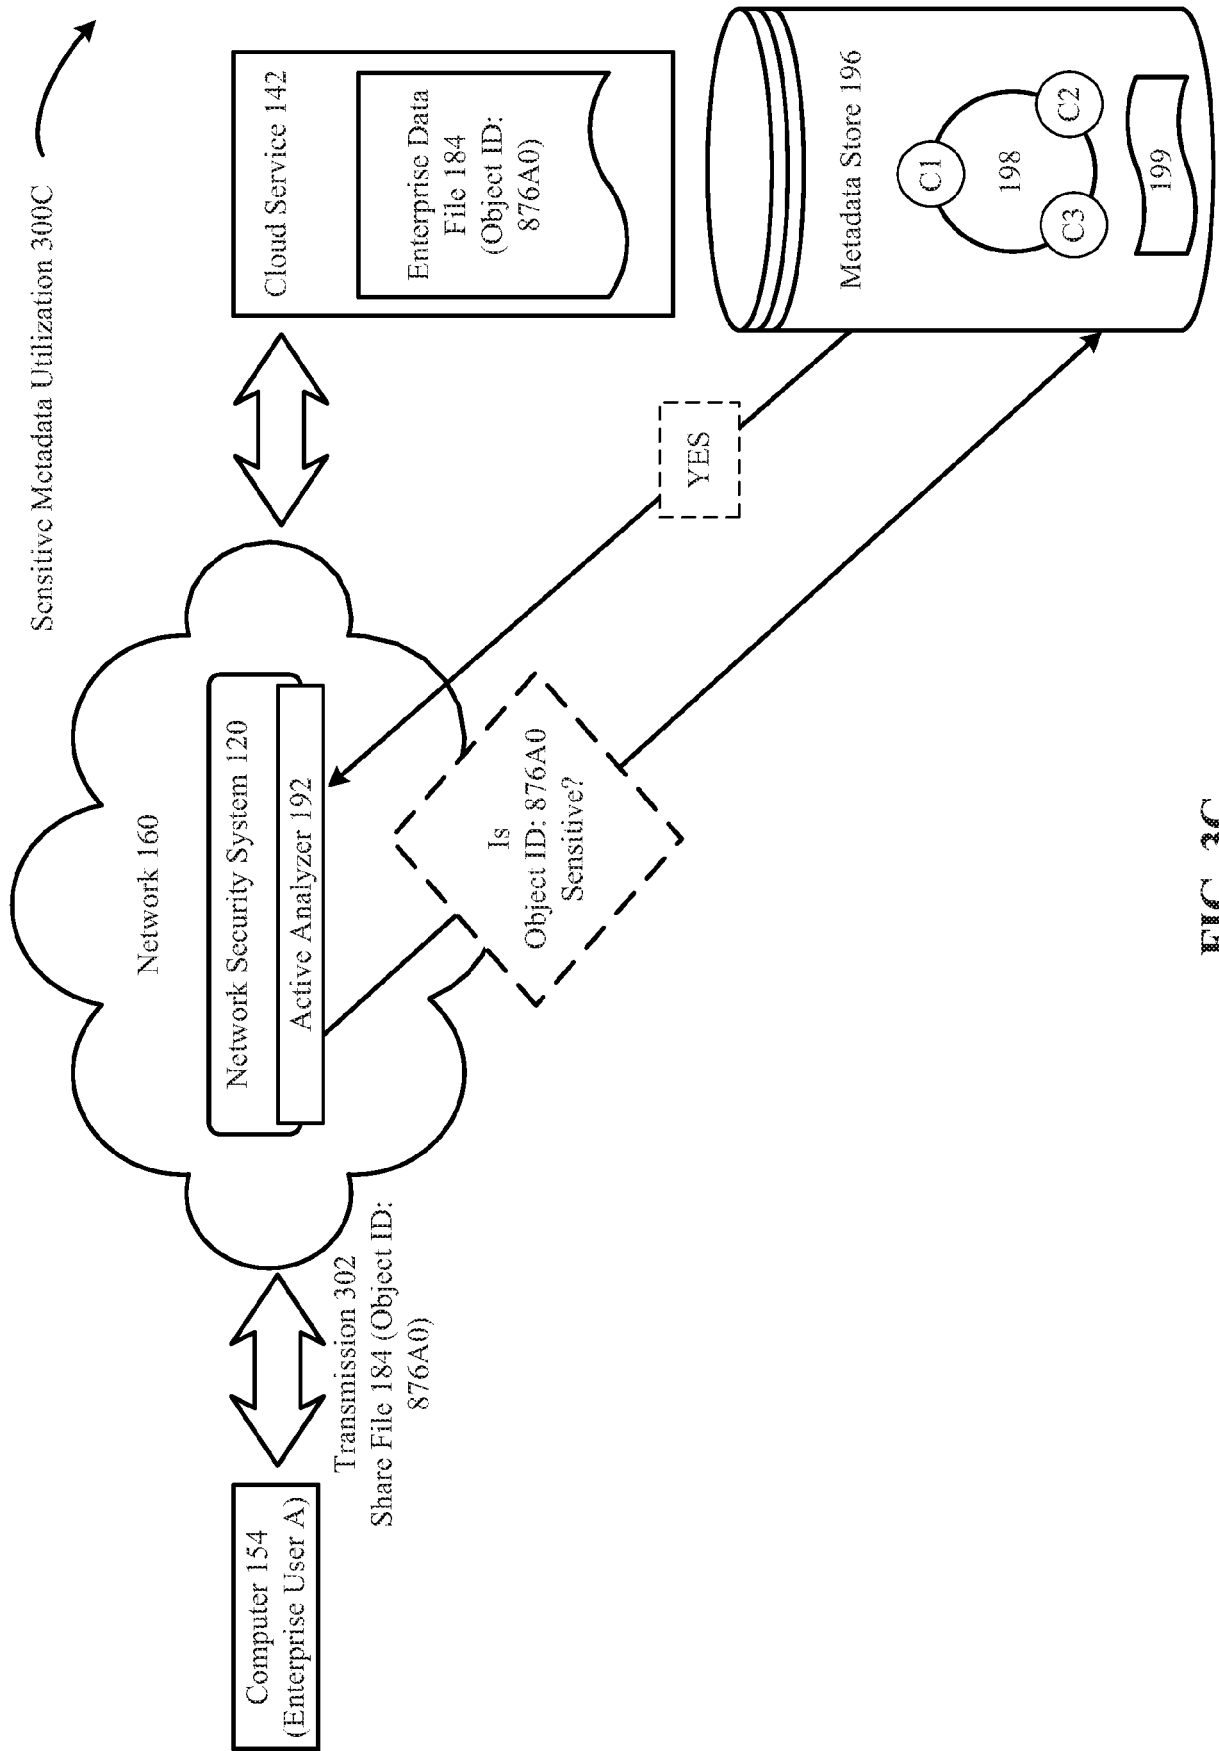 Sensitive Metadata Utilization 300C
Network 160
Network Security System 120
Active Analyzer 192
Computer 154
(Enterprise User A)
Transmission 302
Share File 184 (Object ID:
876A0)
Cloud Service 142
Enterprise Data
File 184
(Object ID:
876A0)
Is
Object ID: 876A0
Sensitive?
YES
Metadata Store 196
C1
C2
C3
198
199
FIG. 3C